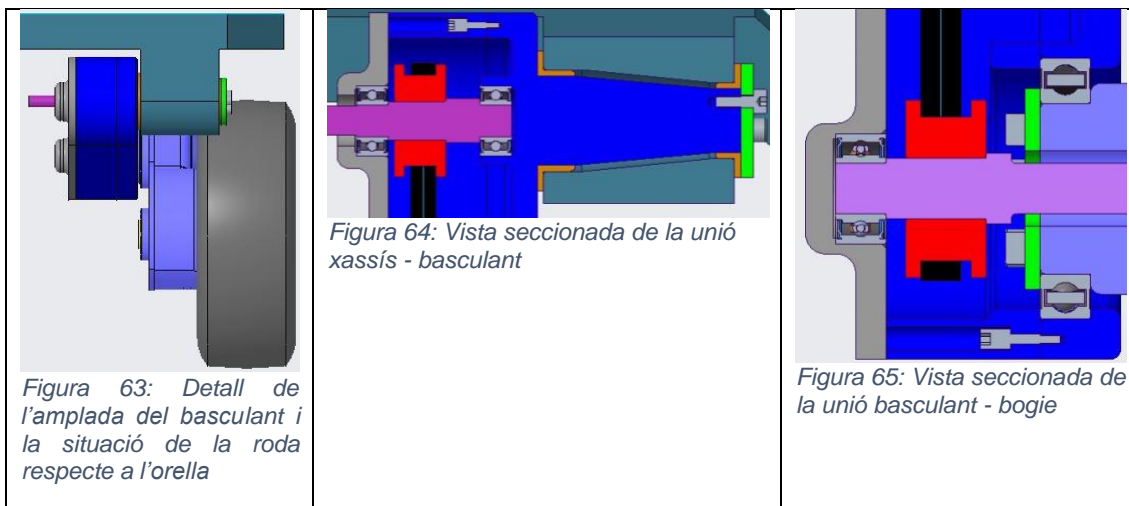 Figura 63: Detall de
l'amplada del basculant i
la situació de la roda
respecte a l'orella
Figura 64: Vista seccionada de la unió
xassís - basculant
Figura 65: Vista seccionada de
la unió basculant - bogie